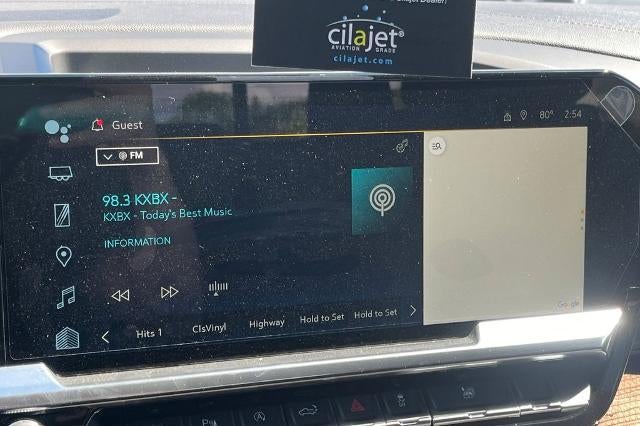 cilajet®
AVIATION GRADE
cilajet.com
Guest
80° 2:54
FM
98.3 KXBX -
KXBX - Today's Best Music
INFORMATION
Hits 1 ClsVinyl Highway Hold to Set Hold to Set
Google